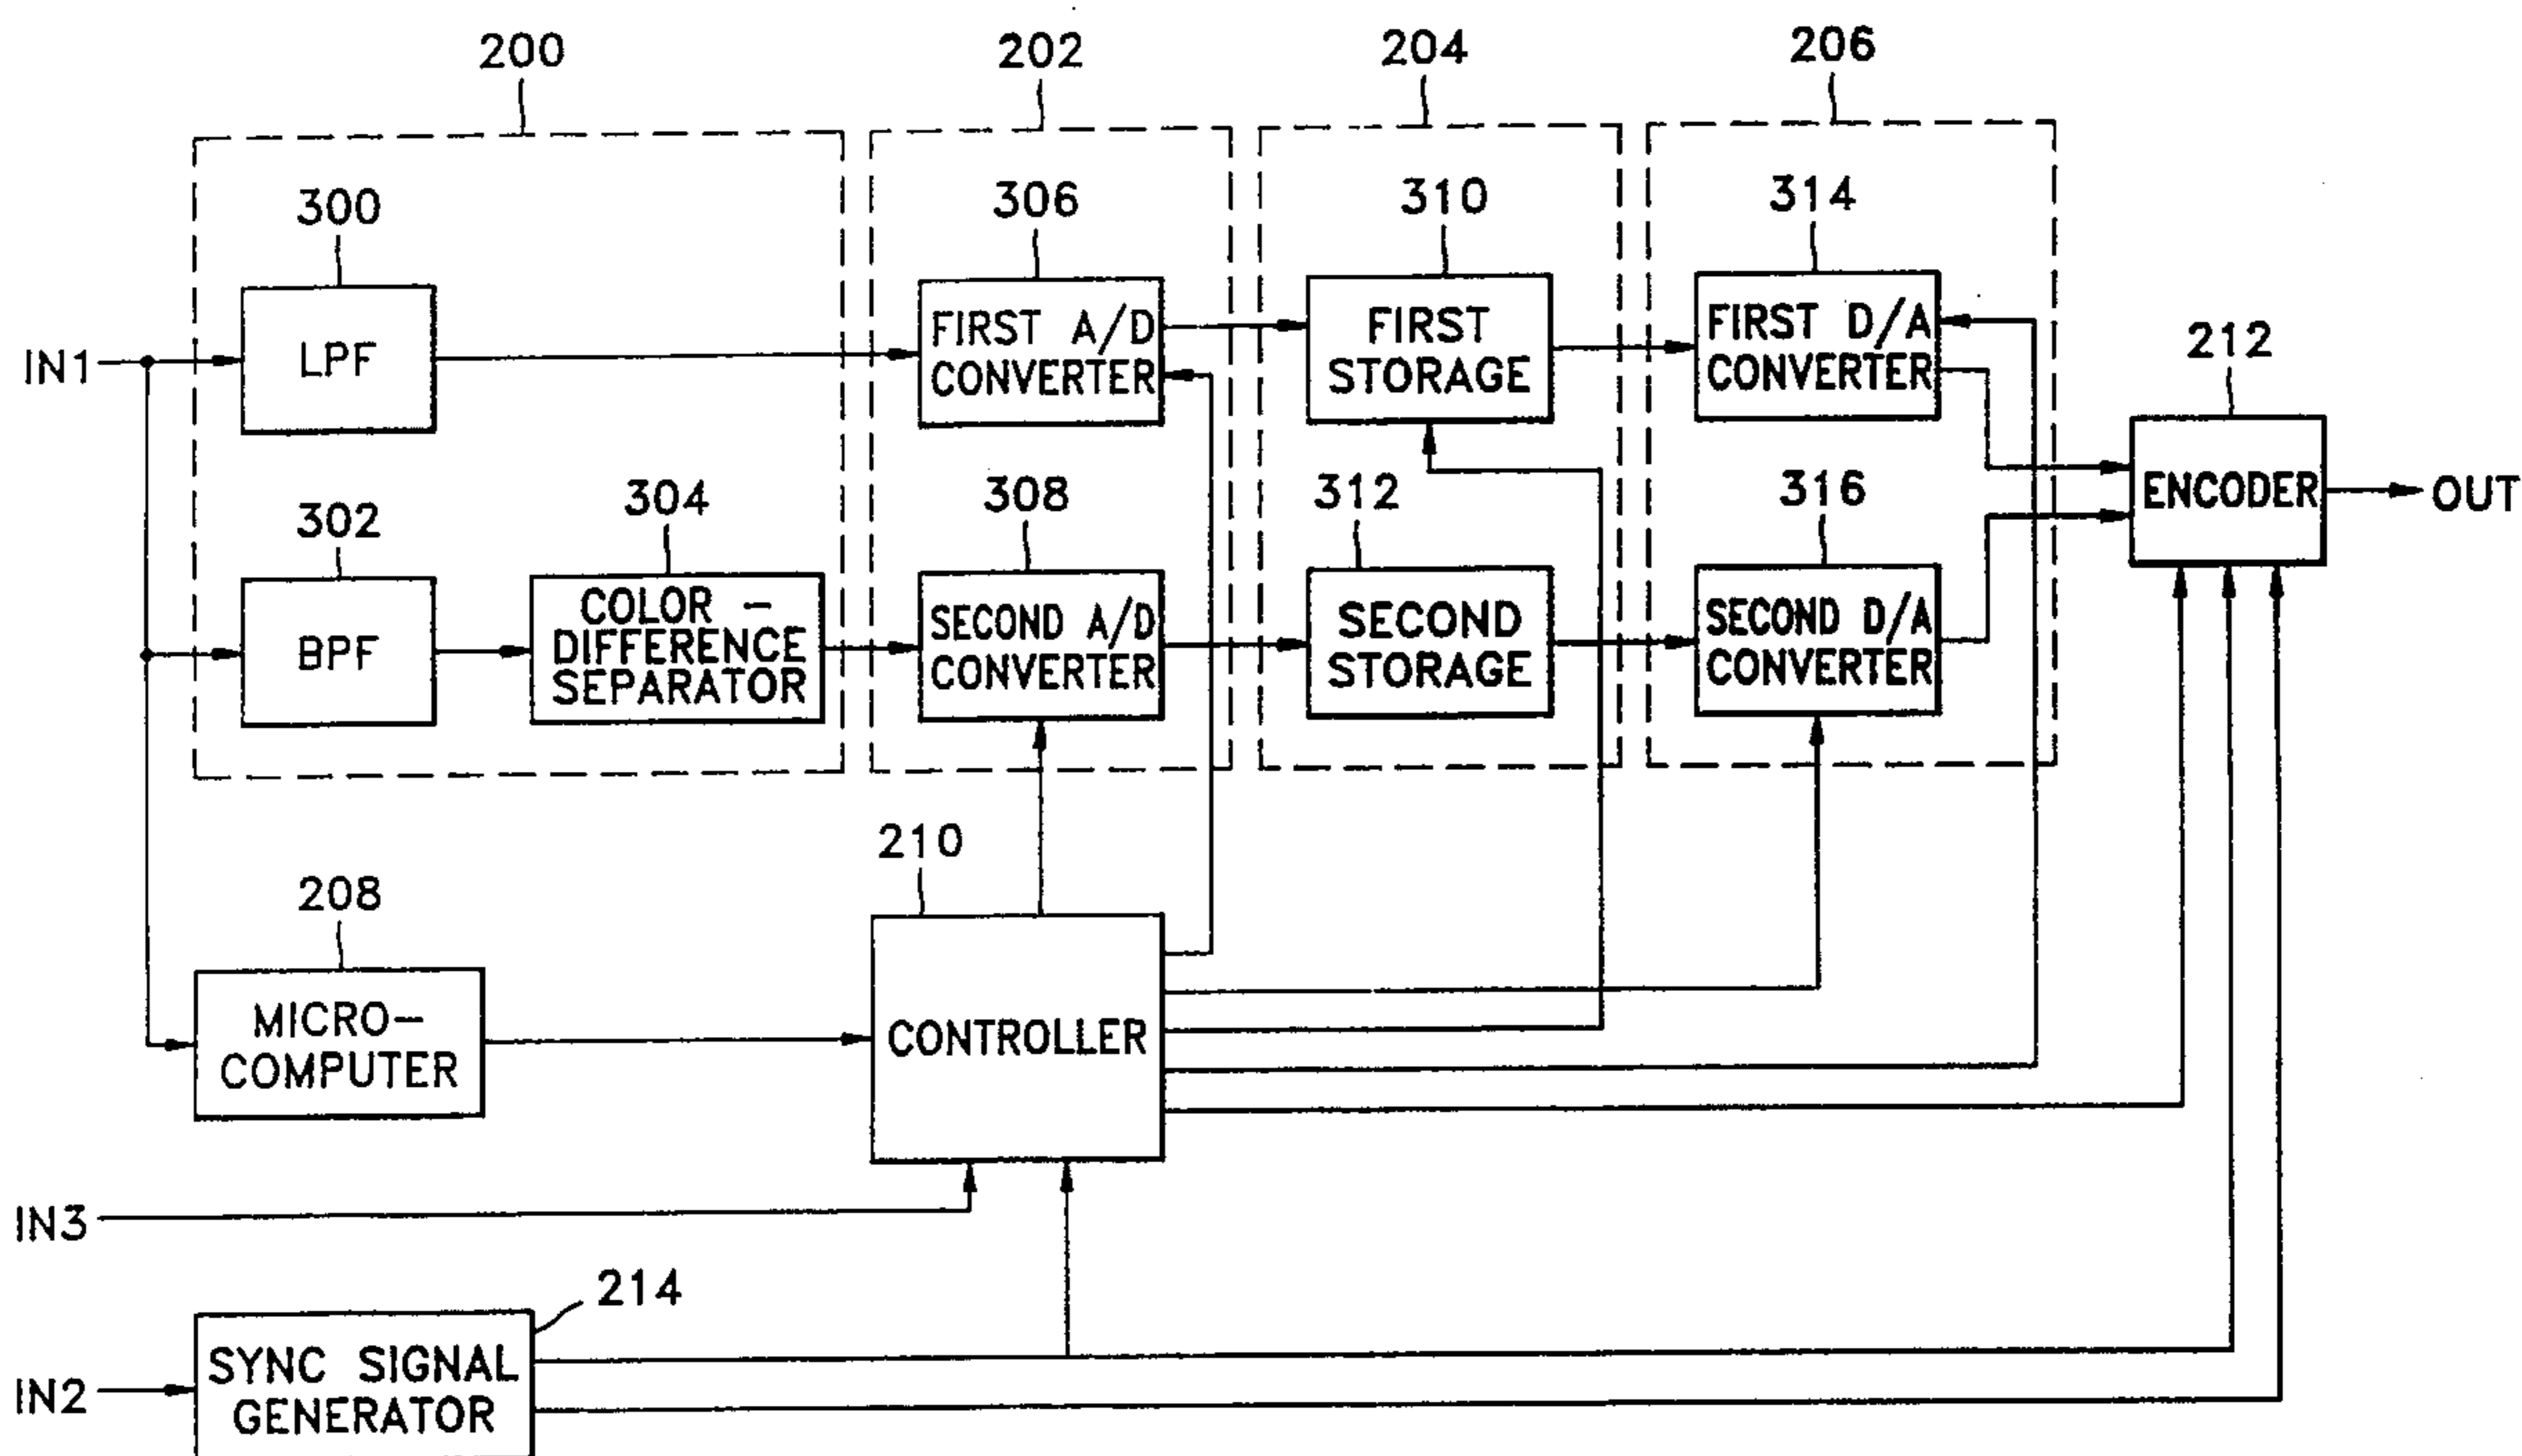 200
202
204
206
300
306
310
314
IN1
LPF
FIRST A/D
CONVERTER
FIRST
STORAGE
FIRST D/A
CONVERTER
212
ENCODER
OUT
302
304
308
312
316
BPF
COLOR -
DIFFERENCE
SEPARATOR
SECOND A/D
CONVERTER
SECOND
STORAGE
SECOND D/A
CONVERTER
208
210
MICRO-
COMPUTER
CONTROLLER
IN3
214
IN2
SYNC SIGNAL
GENERATOR